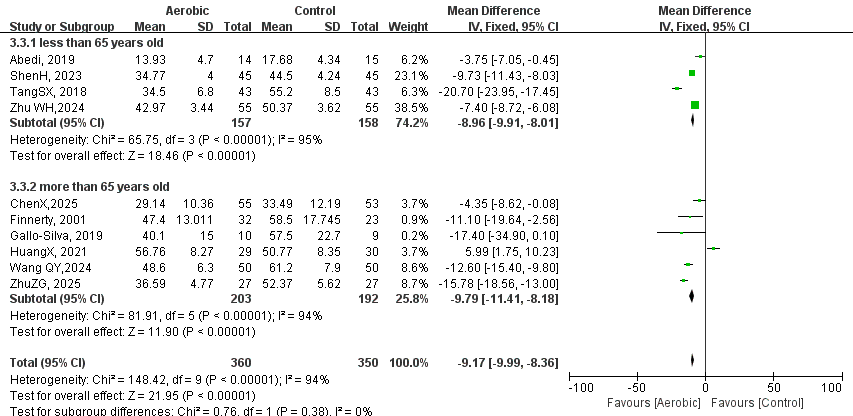 Aerobic Control Mean Difference Mean Difference
Study or Subgroup Mean SD Total Mean SD Total Weight IV, Fixed, 95% CI IV, Fixed, 95% CI
3.3.1 less than 65 years old
Abedi, 2019 13.93 4.7 14 17.68 4.34 15 6.2% -3.75 [-7.05, -0.45]
ShenH, 2023 34.77 4 45 44.5 4.24 45 23.1% -9.73 [-11.43, -8.03]
TangSX, 2018 34.5 6.8 43 55.2 8.5 43 6.3% -20.70 [-23.95, -17.45]
Zhu WH,2024 42.97 3.44 55 50.37 3.62 55 38.5% -7.40 [-8.72, -6.08]
Subtotal (95% CI) 157 158 74.2% -8.96 [-9.91, -8.01]
Heterogeneity: Chi² = 65.75, df = 3 (P < 0.00001); I² = 95%
Test for overall effect: Z = 18.46 (P < 0.00001)
3.3.2 more than 65 years old
ChenX,2025 29.14 10.36 55 33.49 12.19 53 3.7% -4.35 [-8.62, -0.08]
Finnerty, 2001 47.4 13.011 32 58.5 17.745 23 0.9% -11.10 [-19.64, -2.56]
Gallo-Silva, 2019 40.1 15 10 57.5 22.7 9 0.2% -17.40 [-34.90, 0.10]
HuangX, 2021 56.76 8.27 29 50.77 8.35 30 3.7% 5.99 [1.75, 10.23]
Wang QY,2024 48.6 6.3 50 61.2 7.9 50 8.6% -12.60 [-15.40, -9.80]
ZhuZG, 2025 36.59 4.77 27 52.37 5.62 27 8.7% -15.78 [-18.56, -13.00]
Subtotal (95% CI) 203 192 25.8% -9.79 [-11.41, -8.18]
Heterogeneity: Chi² = 81.91, df = 5 (P < 0.00001); I² = 94%
Test for overall effect: Z = 11.90 (P < 0.00001)
Total (95% CI) 360 350 100.0% -9.17 [-9.99, -8.36]
Heterogeneity: Chi² = 148.42, df = 9 (P < 0.00001); I² = 94%
Test for overall effect: Z = 21.95 (P < 0.00001)
Test for subgroup differences: Chi² = 0.76, df = 1 (P = 0.38), I² = 0%
-100 -50 0 50 100
Favours [Aerobic] Favours [Control]